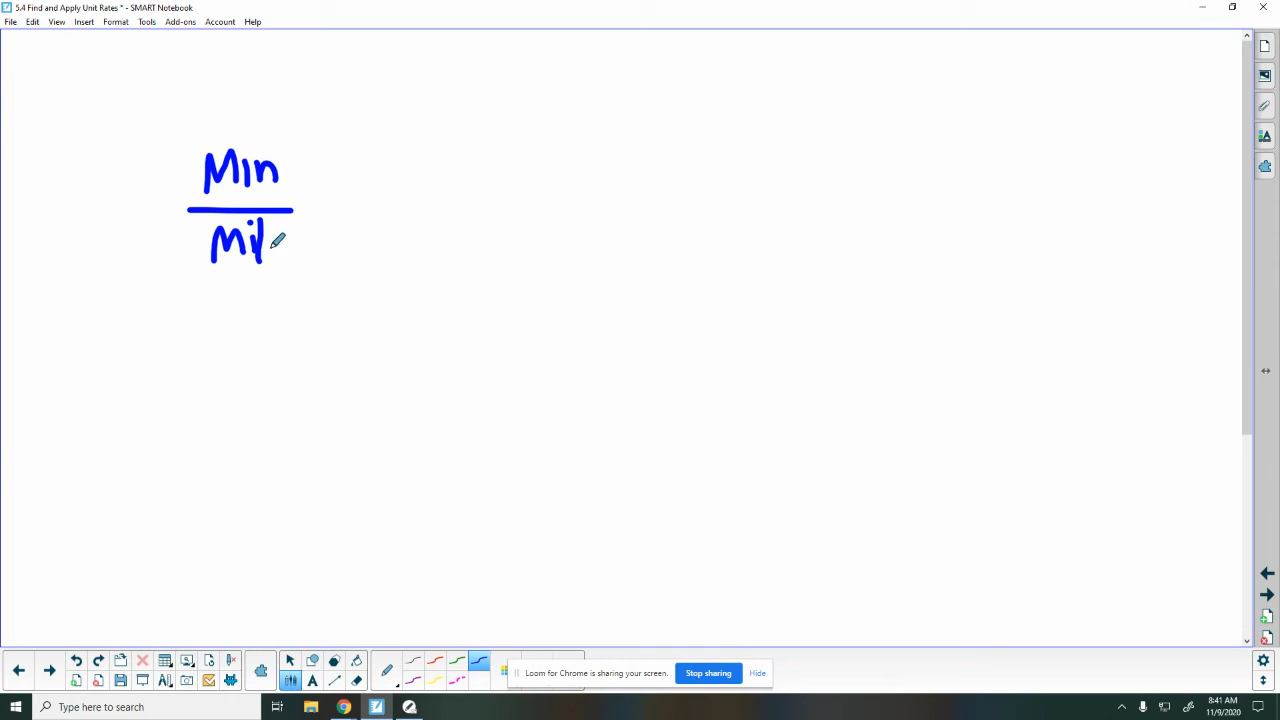 5.4 Find and Apply Unit Rates * - SMART Notebook
File Edit View Insert Format Tools Add-ons Account Help
Min
Mil
Loom for Chrome is sharing your screen. Stop sharing Hide
Type here to search
8:41 AM
11/9/2020